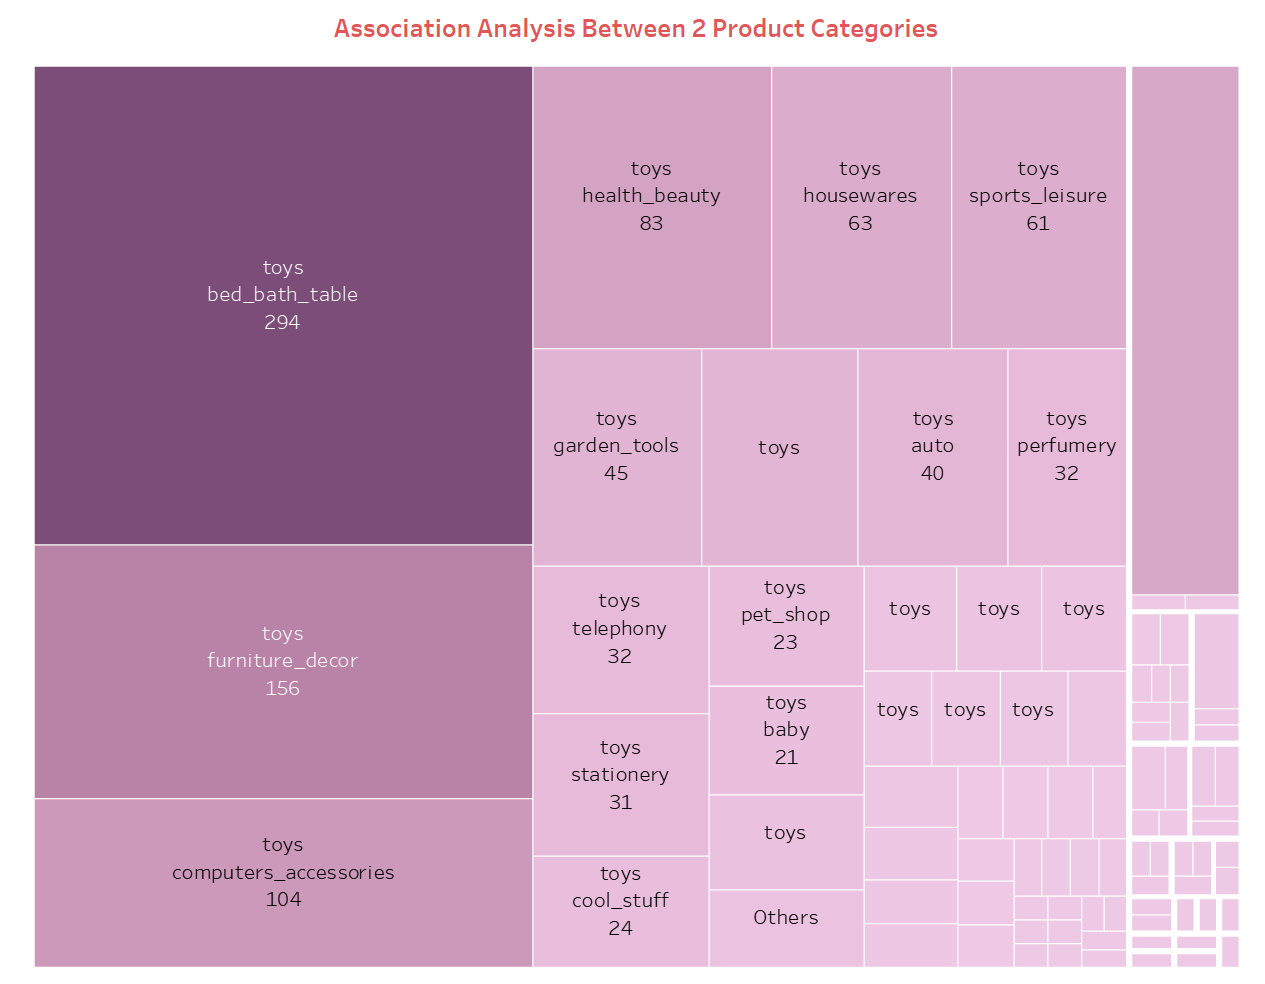 Association Analysis Between 2 Product Categories
toys
bed_bath_table
294
toys
furniture_decor
156
toys
computers_accessories
104
toys
health_beauty
83
toys
housewares
63
toys
sports_leisure
61
toys
garden_tools
45
toys
toys
auto
40
toys
perfumery
32
toys
telephony
32
toys
stationery
31
toys
cool_stuff
24
toys
pet_shop
23
toys
baby
21
toys
Others
toys
toys
toys
toys
toys
toys